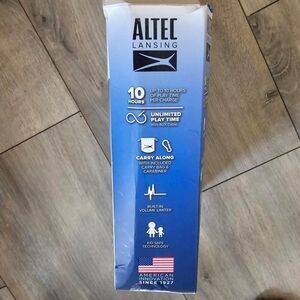 ALTEC
LANSING
10
HOURS
UP TO 10 HOURS
OF PLAY TIME
PER CHARGE
UNLIMITED
PLAY TIME
CARRY ALONG
WITH INCLUDED
CARRY BAG &
CARABINER
BUILT-IN
VOLUME LIMITER
KID SAFE
TECHNOLOGY
AMERICAN
INNOVATION
SINCE 1927